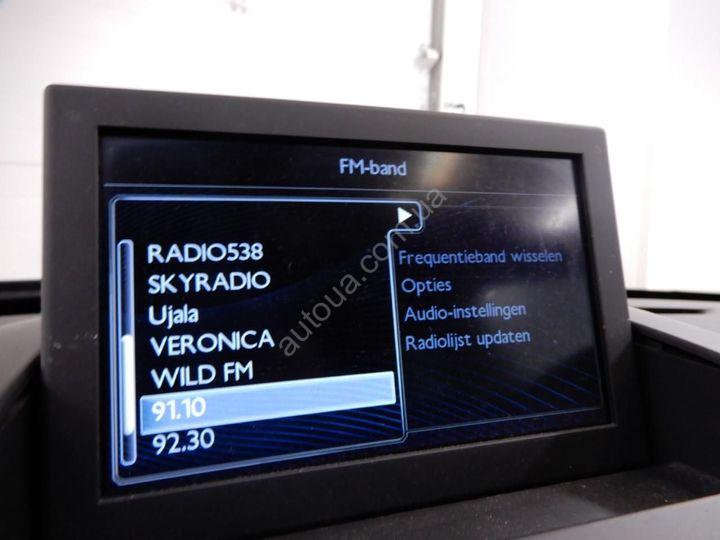 FM-band
RADIO538
SKYRADIO
Ujala
VERONICA
WILD FM
91.10
92.30
Frequentieband wisselen
Opties
Audio-instellingen
Radiolijst updaten
autoua.com.ua